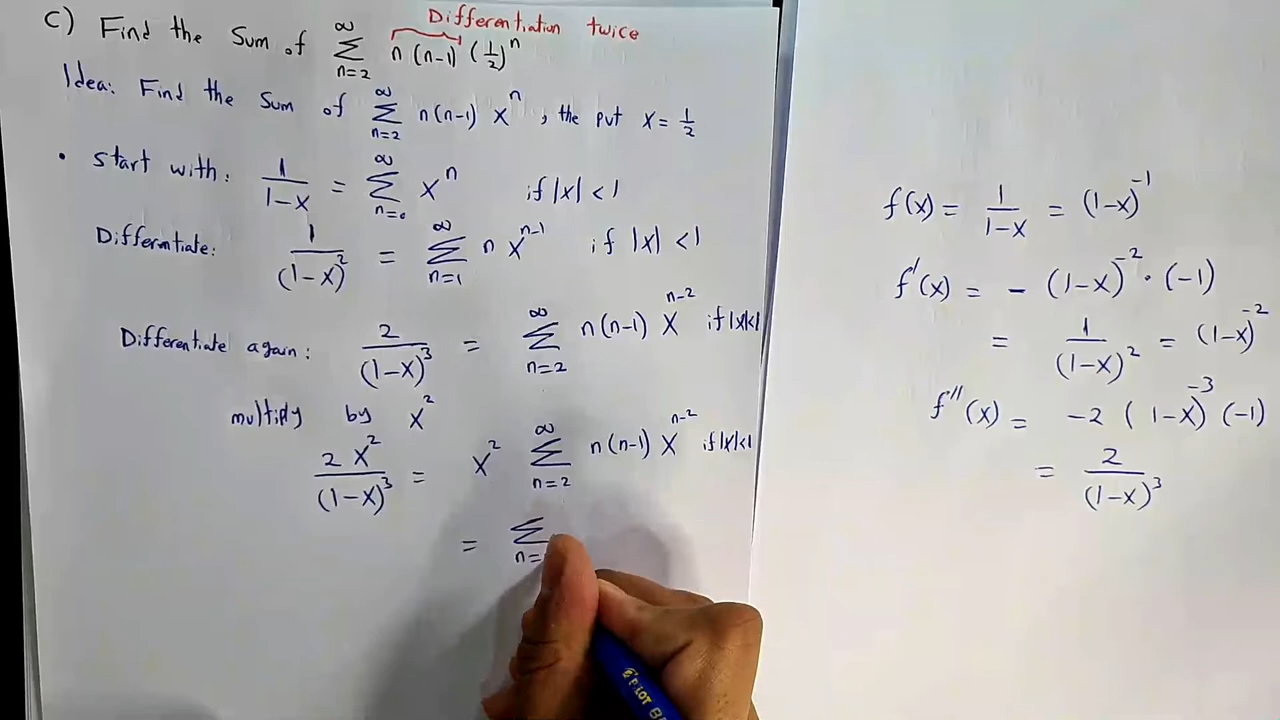 Differentiation twice
c) Find the Sum of ∞ Σ n=2 n(n-1) (1/2)^n
Idea: Find the Sum of ∞ Σ n=2 n(n-1) x^n , the put x = 1/2
• start with: 1/(1-x) = ∞ Σ n=0 x^n if |x| < 1
Differntiate: 1/(1-x)^2 = ∞ Σ n=1 n x^(n-1) if |x| < 1
Differentiate again: 2/(1-x)^3 = ∞ Σ n=2 n(n-1) x^(n-2) if |x|<1
multiply by x^2
2x^2/(1-x)^3 = x^2 ∞ Σ n=2 n(n-1) x^(n-2) if |x|<1
= Σ n=
f(x) = 1/(1-x) = (1-x)^-1
f'(x) = - (1-x)^-2 · (-1)
= 1/(1-x)^2 = (1-x)^-2
f''(x) = -2 (1-x)^-3 (-1)
= 2/(1-x)^3
PILOT